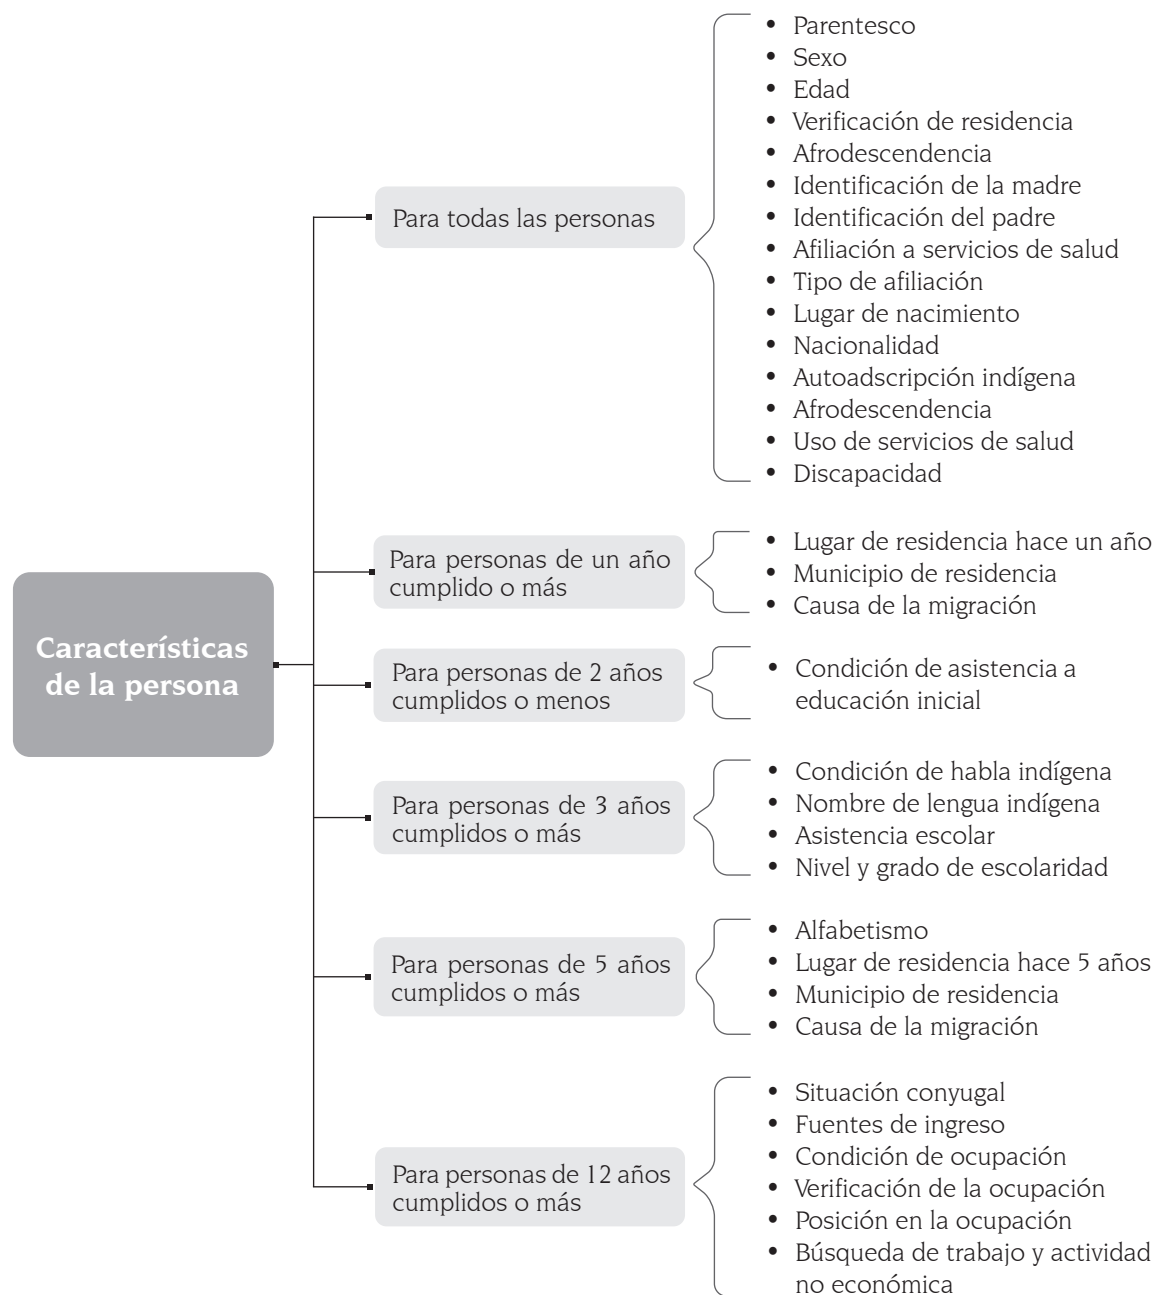 Características
de la persona
Para todas las personas
• Parentesco
• Sexo
• Edad
• Verificación de residencia
• Afrodescendencia
• Identificación de la madre
• Identificación del padre
• Afiliación a servicios de salud
• Tipo de afiliación
• Lugar de nacimiento
• Nacionalidad
• Autoadscripción indígena
• Afrodescendencia
• Uso de servicios de salud
• Discapacidad
Para personas de un año
cumplido o más
• Lugar de residencia hace un año
• Municipio de residencia
• Causa de la migración
Para personas de 2 años
cumplidos o menos
• Condición de asistencia a
educación inicial
Para personas de 3 años
cumplidos o más
• Condición de habla indígena
• Nombre de lengua indígena
• Asistencia escolar
• Nivel y grado de escolaridad
Para personas de 5 años
cumplidos o más
• Alfabetismo
• Lugar de residencia hace 5 años
• Municipio de residencia
• Causa de la migración
Para personas de 12 años
cumplidos o más
• Situación conyugal
• Fuentes de ingreso
• Condición de ocupación
• Verificación de la ocupación
• Posición en la ocupación
• Búsqueda de trabajo y actividad
no económica